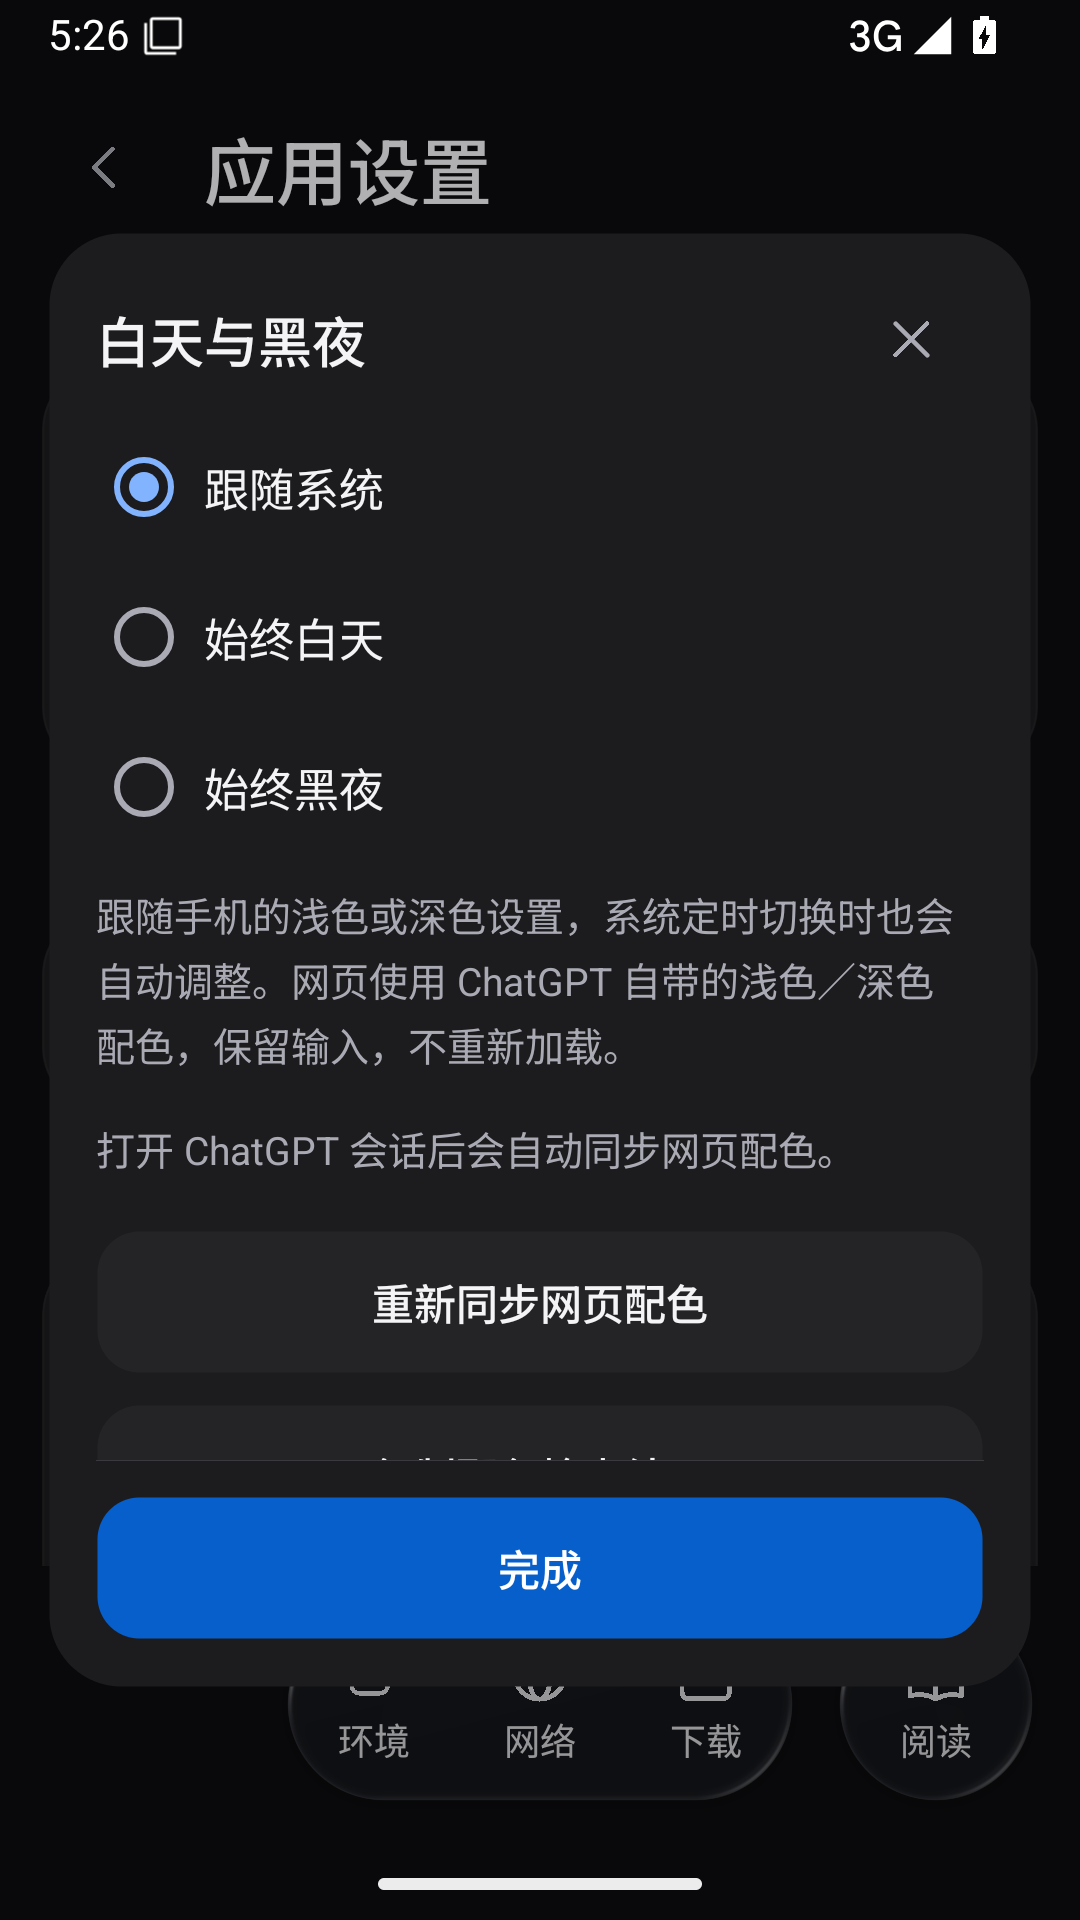 5:26
3G
应用设置
白天与黑夜
跟随系统
始终白天
始终黑夜
跟随手机的浅色或深色设置，系统定时切换时也会
自动调整。网页使用 ChatGPT 自带的浅色／深色
配色，保留输入，不重新加载。
打开 ChatGPT 会话后会自动同步网页配色。
重新同步网页配色
完成
环境
网络
下载
阅读